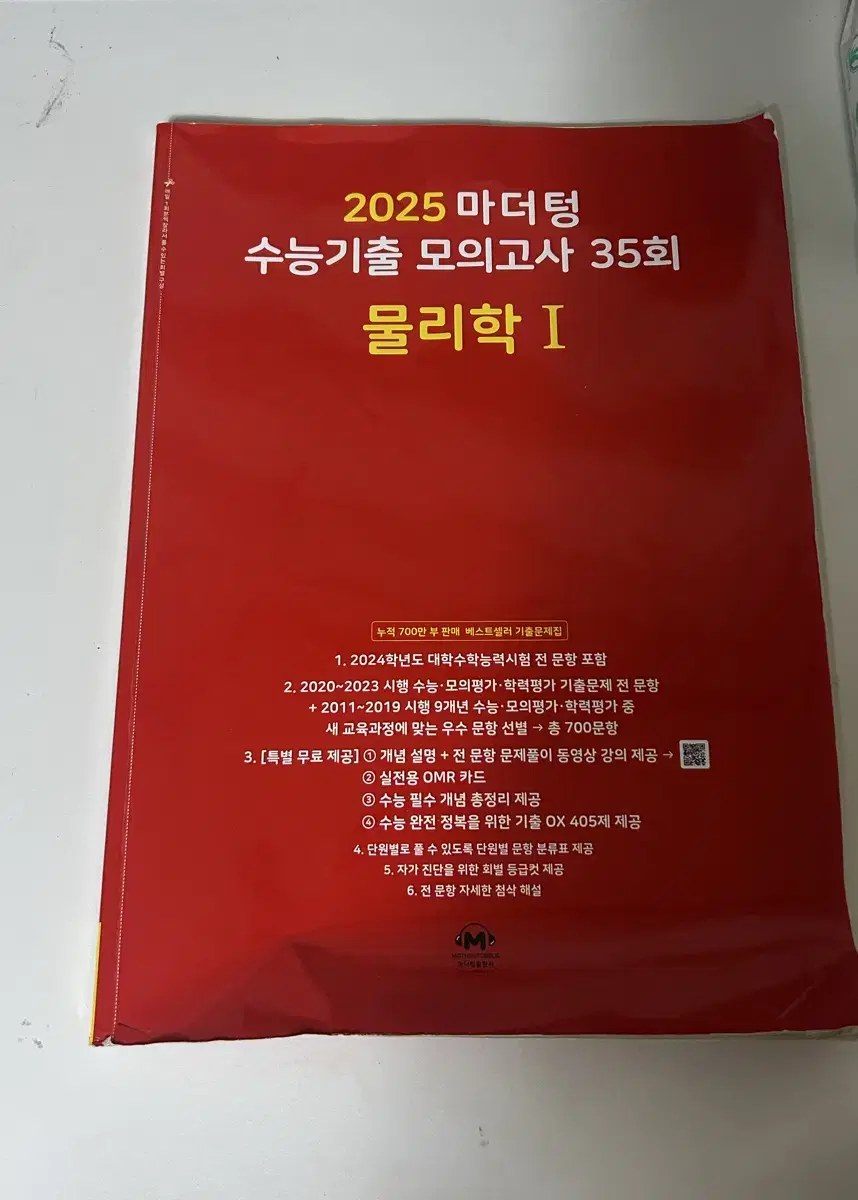 2025 마더텅
수능기출 모의고사 35회
물리학 I
누적 700만 부 판매 베스트셀러 기출문제집
1. 2024학년도 대학수학능력시험 전 문항 포함
2. 2020~2023 시행 수능·모의평가·학력평가 기출문제 전 문항
+ 2011~2019 시행 9개년 수능·모의평가·학력평가 중
새 교육과정에 맞는 우수 문항 선별 → 총 700문항
3. [특별 무료 제공] ① 개념 설명 + 전 문항 문제풀이 동영상 강의 제공 →
② 실전용 OMR 카드
③ 수능 필수 개념 총정리 제공
④ 수능 완전 정복을 위한 기출 OX 405제 제공
4. 단원별로 풀 수 있도록 단원별 문항 분류표 제공
5. 자가 진단을 위한 회별 등급컷 제공
6. 전 문항 자세한 첨삭 해설
M